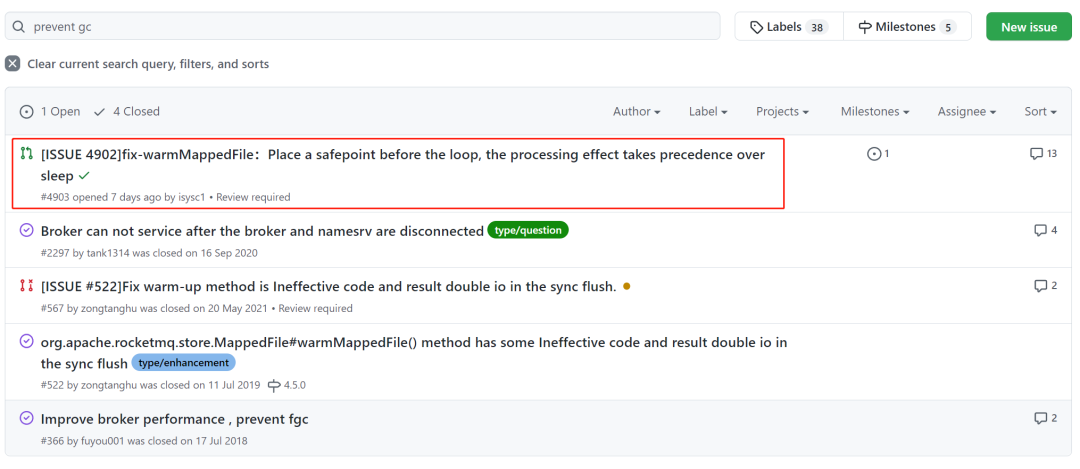 prevent gc
Labels 38
Milestones 5
New issue
Clear current search query, filters, and sorts
1 Open 4 Closed
Author Label Projects Milestones Assignee Sort
[ISSUE 4902]fix-warmMappedFile：Place a safepoint before the loop, the processing effect takes precedence over
sleep
1
13
#4903 opened 7 days ago by isysc1 • Review required
Broker can not service after the broker and namesrv are disconnected type/question
4
#2297 by tank1314 was closed on 16 Sep 2020
[ISSUE #522]Fix warm-up method is Ineffective code and result double io in the sync flush.
2
#567 by zongtanghu was closed on 20 May 2021 • Review required
org.apache.rocketmq.store.MappedFile#warmMappedFile() method has some Ineffective code and result double io in
the sync flush type/enhancement
#522 by zongtanghu was closed on 11 Jul 2019 4.5.0
Improve broker performance , prevent fgc
2
#366 by fuyou001 was closed on 17 Jul 2018